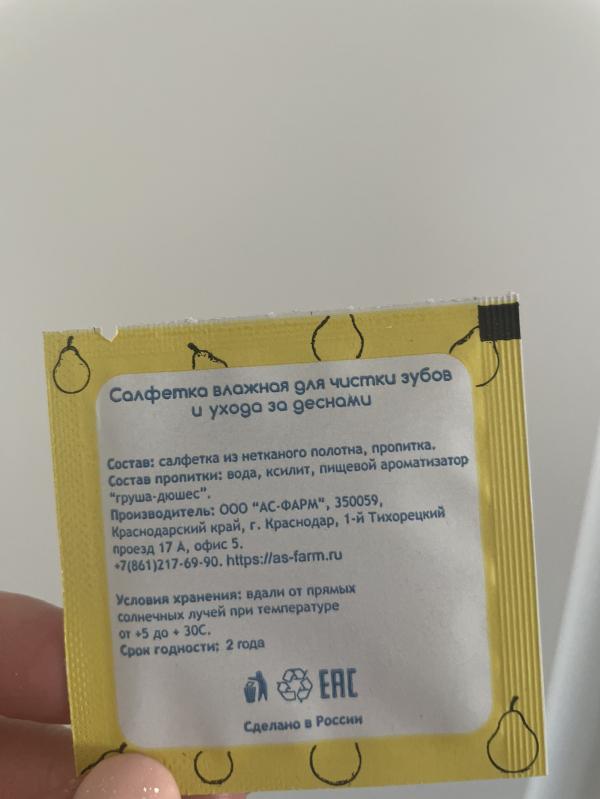 Салфетка влажная для чистки зубов
и ухода за деснами
Состав: салфетка из нетканого полотна, пропитка.
Состав пропитки: вода, ксилит, пищевой ароматизатор
"груша-дюшес".
Производитель: ООО "АС-ФАРМ", 350059,
Краснодарский край, г. Краснодар, 1-й Тихорецкий
проезд 17 А, офис 5.
+7(861)217-69-90. https://as-farm.ru
Условия хранения: вдали от прямых
солнечных лучей при температуре
от +5 до + 30С.
Срок годности: 2 года
EAC
Сделано в России